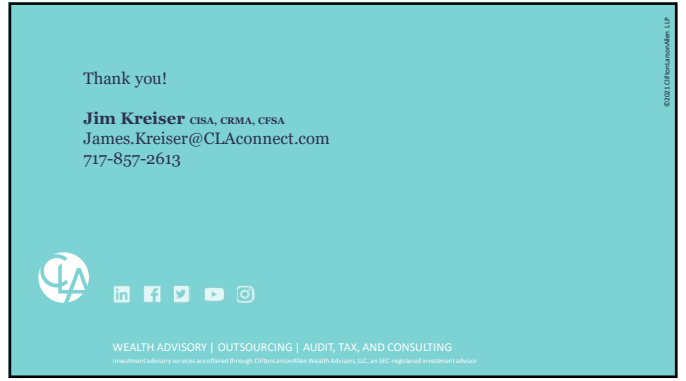 ©2021 CliftonLarsonAllen LLP
Thank you!
Jim Kreiser CISA, CRMA, CFSA
James.Kreiser@CLAconnect.com
717-857-2613
CLA
WEALTH ADVISORY | OUTSOURCING | AUDIT, TAX, AND CONSULTING
Investment advisory services are offered through CliftonLarsonAllen Wealth Advisors, LLC, an SEC-registered investment advisor